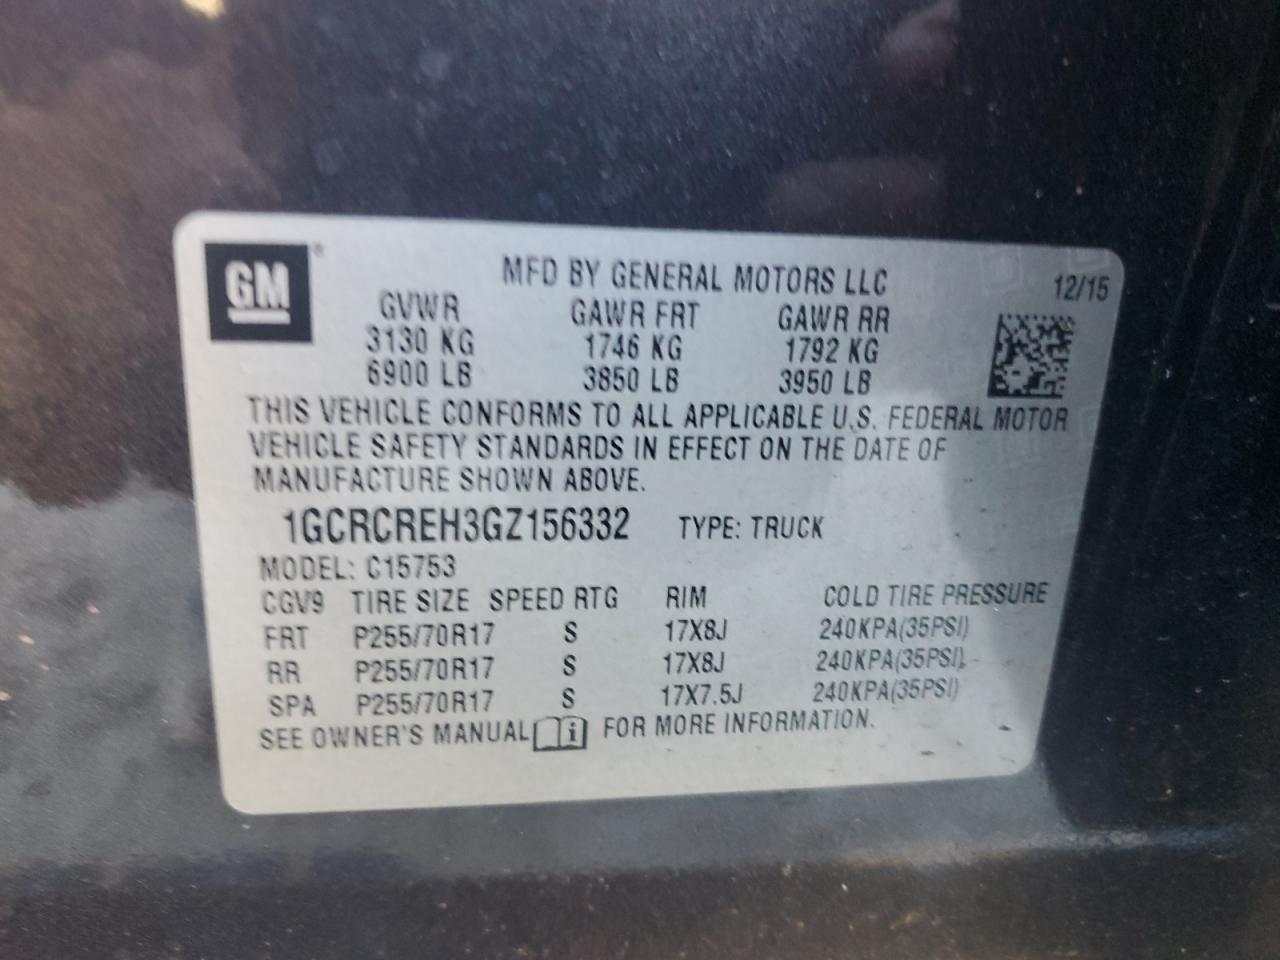 GM®
MFD BY GENERAL MOTORS LLC
12/15
GVWR GAWR FRT GAWR RR
3130 KG 1746 KG 1792 KG
6900 LB 3850 LB 3950 LB
THIS VEHICLE CONFORMS TO ALL APPLICABLE U.S. FEDERAL MOTOR
VEHICLE SAFETY STANDARDS IN EFFECT ON THE DATE OF
MANUFACTURE SHOWN ABOVE.
1GCRCREH3GZ156332 TYPE: TRUCK
MODEL: C15753
CGV9 TIRE SIZE SPEED RTG RIM COLD TIRE PRESSURE
FRT P255/70R17 S 17X8J 240KPA(35PSI)
RR P255/70R17 S 17X8J 240KPA(35PSI)
SPA P255/70R17 S 17X7.5J 240KPA(35PSI)
SEE OWNER'S MANUAL i FOR MORE INFORMATION.